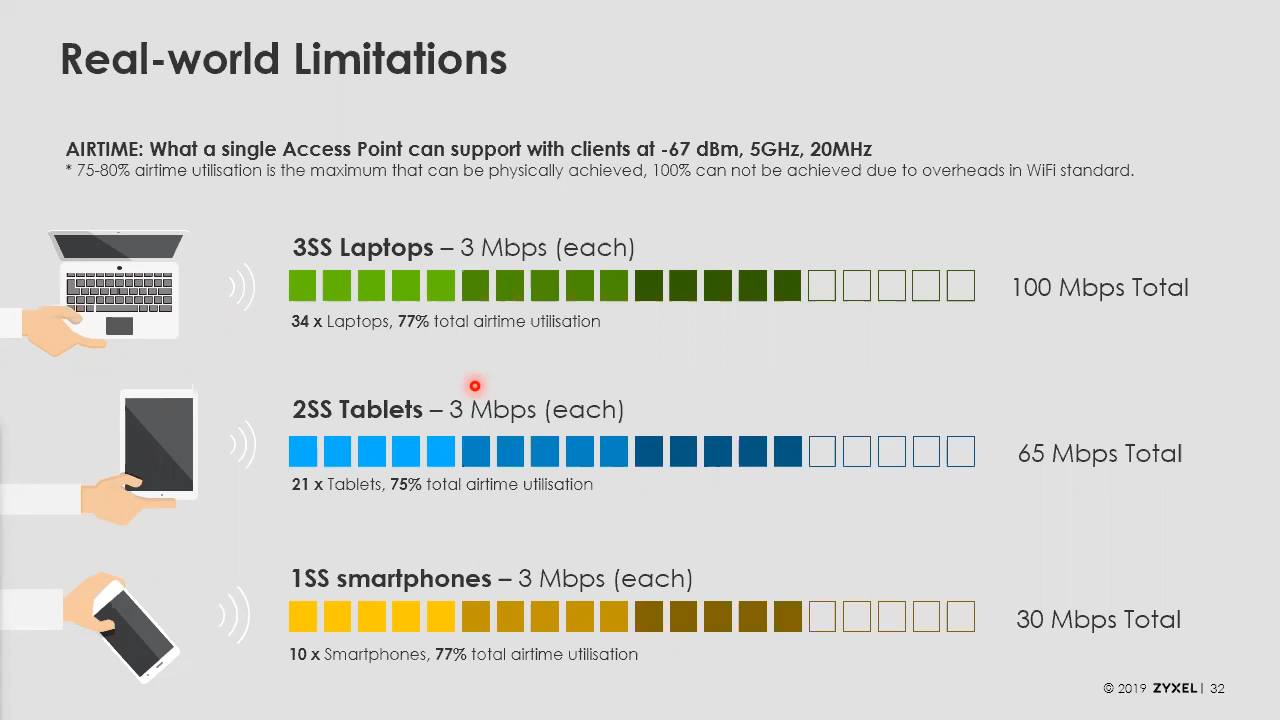 Real-world Limitations
AIRTIME: What a single Access Point can support with clients at -67 dBm, 5GHz, 20MHz
* 75-80% airtime utilisation is the maximum that can be physically achieved, 100% can not be achieved due to overheads in WiFi standard.
3SS Laptops – 3 Mbps (each)
100 Mbps Total
34 x Laptops, 77% total airtime utilisation
2SS Tablets – 3 Mbps (each)
65 Mbps Total
21 x Tablets, 75% total airtime utilisation
1SS smartphones – 3 Mbps (each)
30 Mbps Total
10 x Smartphones, 77% total airtime utilisation
© 2019 ZYXEL | 32